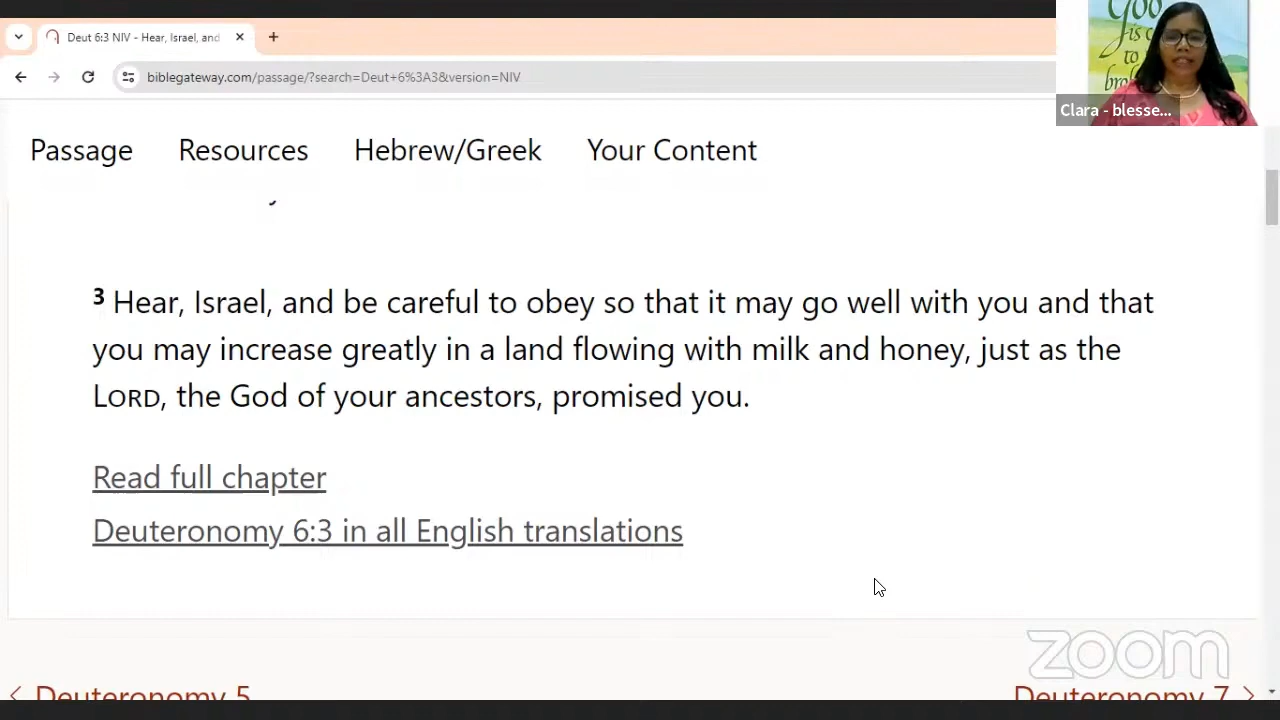 Deut 6:3 NIV - Hear, Israel, and
biblegateway.com/passage/?search=Deut+6%3A3&version=NIV
God
is c
to
bro
Clara - blesse...
Passage Resources Hebrew/Greek Your Content
3 Hear, Israel, and be careful to obey so that it may go well with you and that
you may increase greatly in a land flowing with milk and honey, just as the
LORD, the God of your ancestors, promised you.
Read full chapter
Deuteronomy 6:3 in all English translations
zoom
< Deuteronomy 5
Deuteronomy 7 >